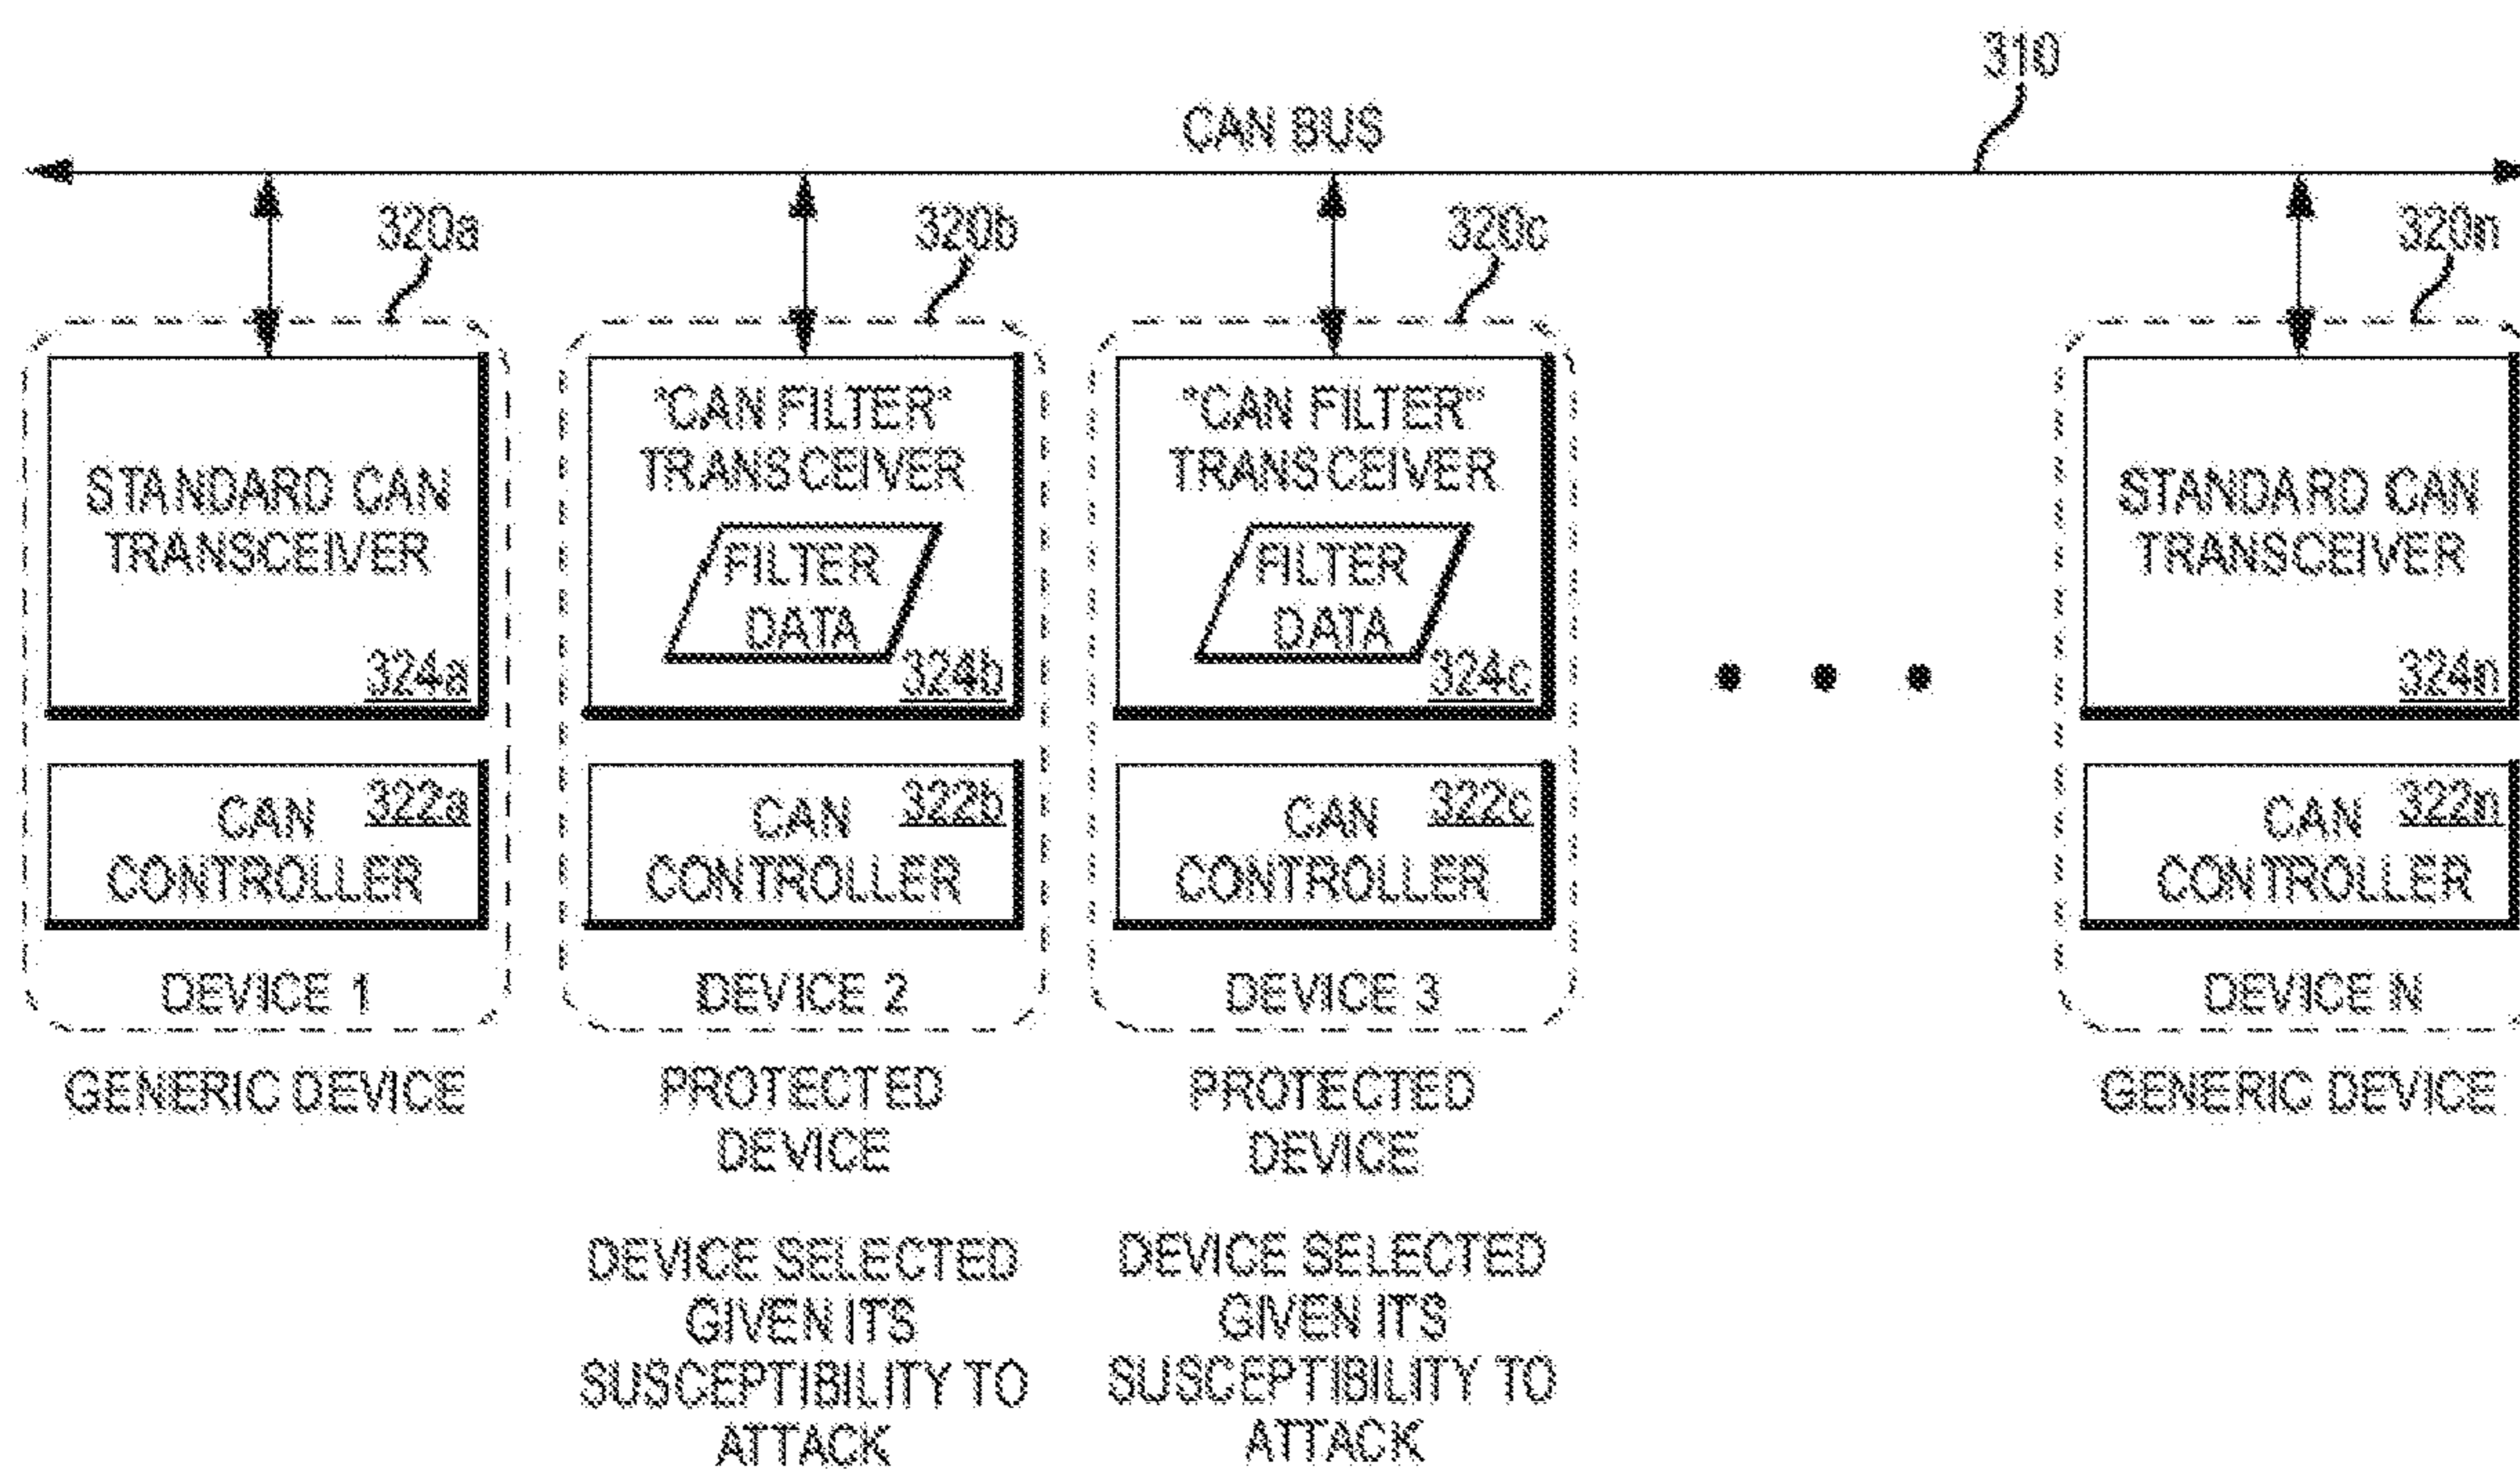 310
CAN BUS
320a
320b
320c
320n
STANDARD CAN
TRANSCEIVER
324a
"CAN FILTER"
TRANSCEIVER
FILTER
DATA
324b
"CAN FILTER"
TRANSCEIVER
FILTER
DATA
324c
STANDARD CAN
TRANSCEIVER
324n
322a
CAN
CONTROLLER
322b
CAN
CONTROLLER
322c
CAN
CONTROLLER
322n
CAN
CONTROLLER
DEVICE 1
DEVICE 2
DEVICE 3
DEVICE N
GENERIC DEVICE
PROTECTED
DEVICE
PROTECTED
DEVICE
GENERIC DEVICE
DEVICE SELECTED
GIVEN ITS
SUSCEPTIBILITY TO
ATTACK
DEVICE SELECTED
GIVEN ITS
SUSCEPTIBILITY TO
ATTACK